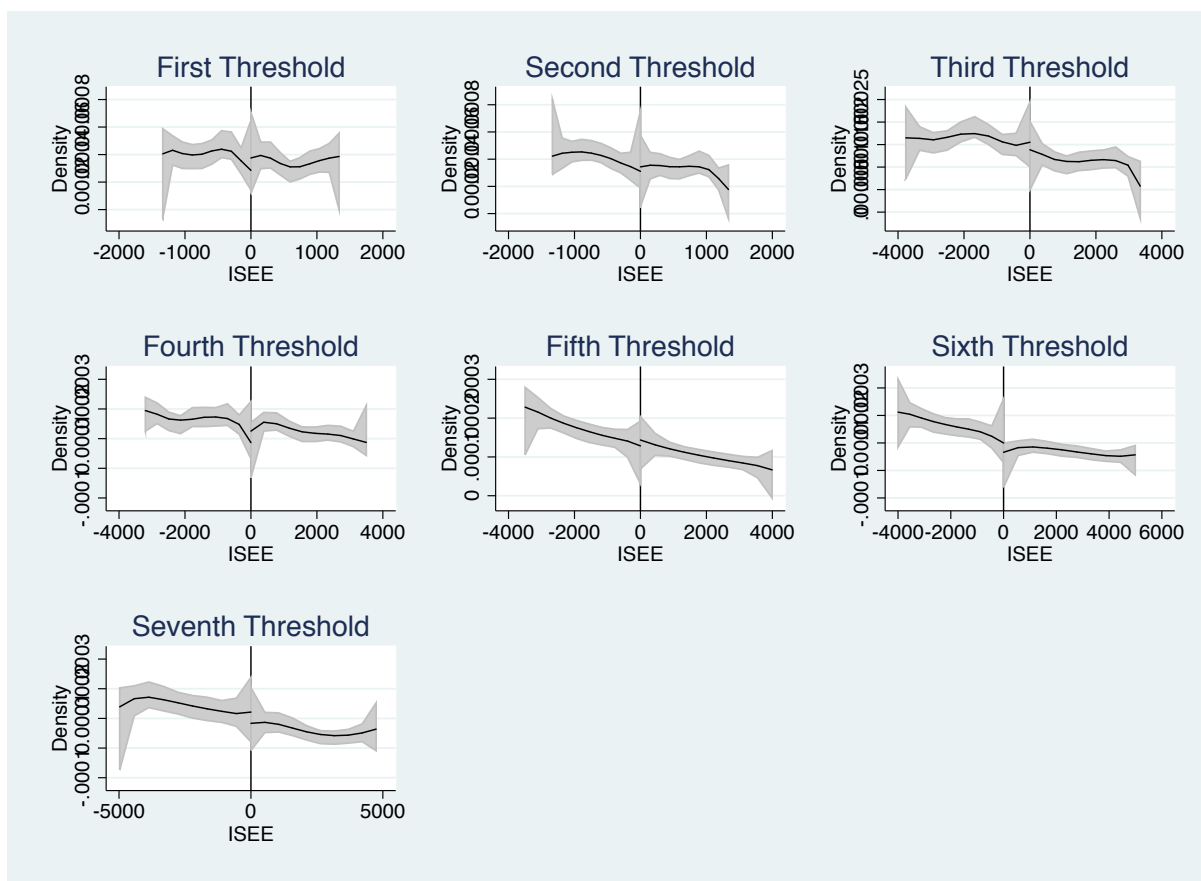 First Threshold
Density
-2000 -1000 0 1000 2000
ISEE
Second Threshold
Density
-2000 -1000 0 1000 2000
ISEE
Third Threshold
Density
-4000 -2000 0 2000 4000
ISEE
Fourth Threshold
Density
-4000 -2000 0 2000 4000
ISEE
Fifth Threshold
Density
0
-4000 -2000 0 2000 4000
ISEE
Sixth Threshold
Density
-4000 -2000 0 2000 4000 6000
ISEE
Seventh Threshold
Density
-5000 0 5000
ISEE